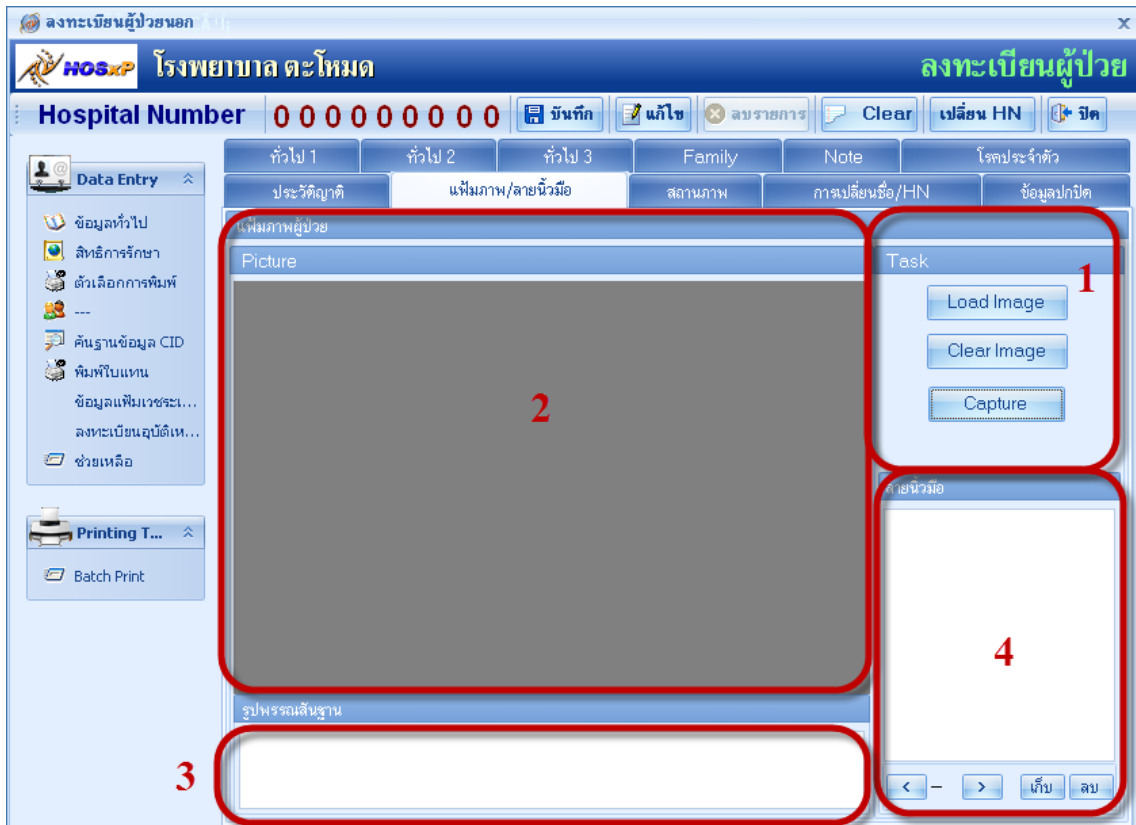 ลงทะเบียนผู้ป่วยนอก
HOSxP โรงพยาบาล ตะโหมด ลงทะเบียนผู้ป่วย
Hospital Number 000000000 บันทึก แก้ไข ลบรายการ Clear เปลี่ยน HN ปิด
ทั่วไป 1 ทั่วไป 2 ทั่วไป 3 Family Note โรคประจำตัว
ประวัติญาติ แฟ้มภาพ/ลายนิ้วมือ สถานภาพ การเปลี่ยนชื่อ/HN ข้อมูลปกปิด
Data Entry
ข้อมูลทั่วไป
สิทธิการรักษา
ตัวเลือกการพิมพ์
---
ค้นฐานข้อมูล CID
พิมพ์ใบแทน
ข้อมูลแฟ้มเวชระเ...
ลงทะเบียนอุบัติเห...
ช่วยเหลือ
Printing T...
Batch Print
แฟ้มภาพผู้ป่วย
Picture
2
Task
1
Load Image
Clear Image
Capture
รูปพรรณสันฐาน
3
ลายนิ้วมือ
4
< – > เก็บ ลบ